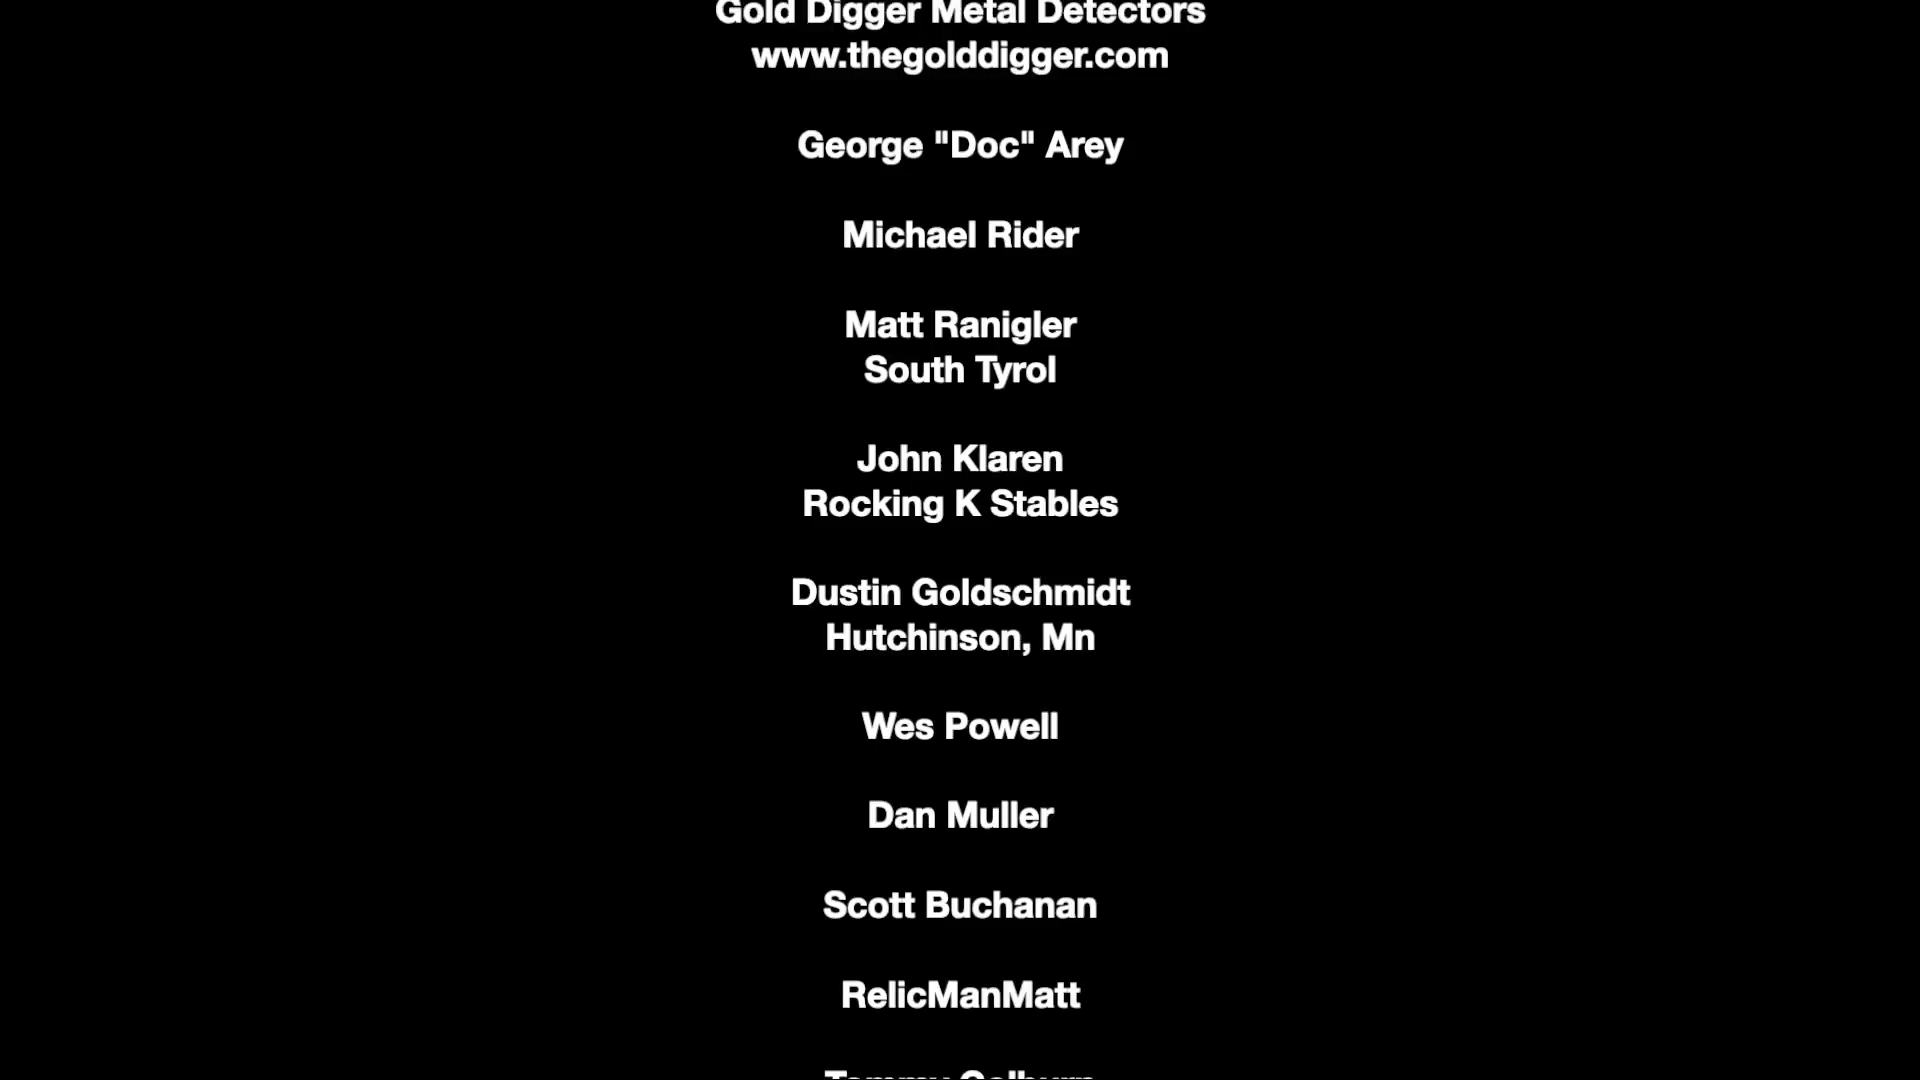 Gold Digger Metal Detectors
www.thegolddigger.com
George "Doc" Arey
Michael Rider
Matt Ranigler
South Tyrol
John Klaren
Rocking K Stables
Dustin Goldschmidt
Hutchinson, Mn
Wes Powell
Dan Muller
Scott Buchanan
RelicManMatt